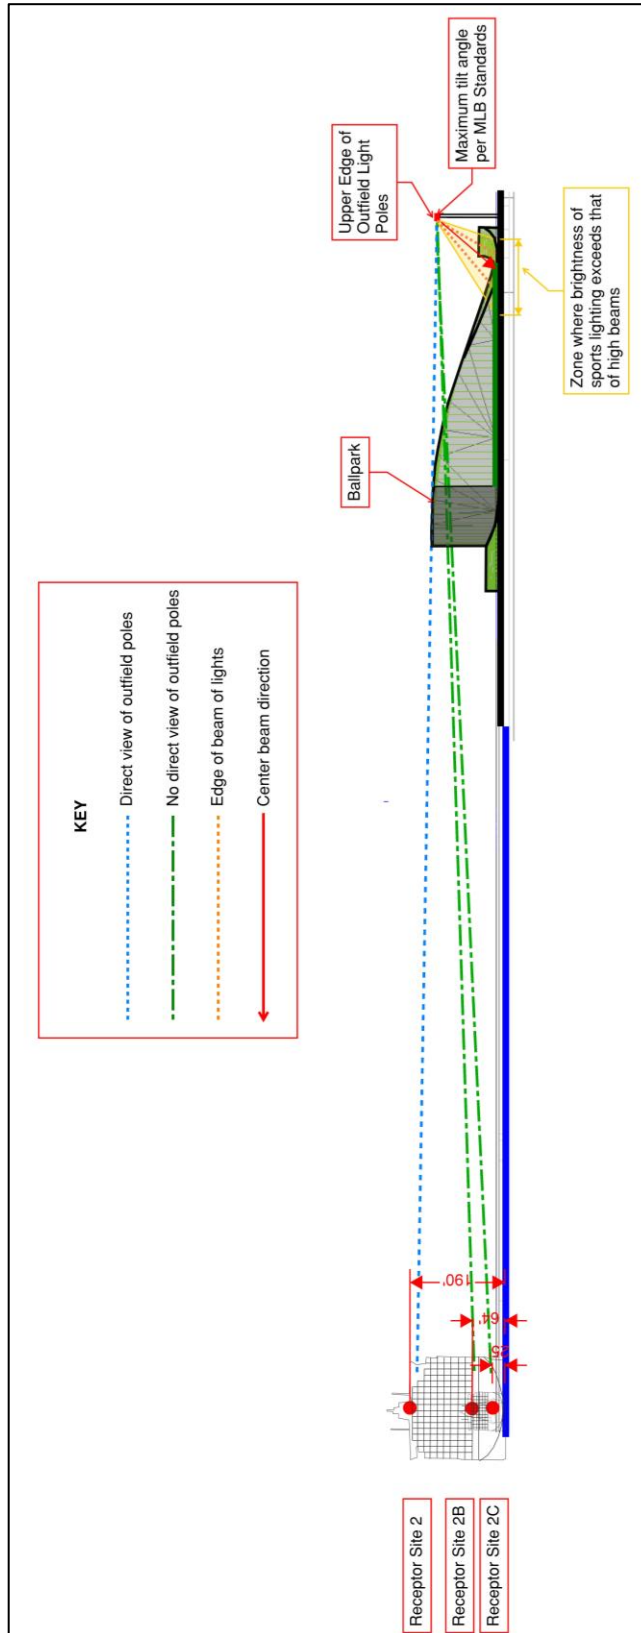 KEY
Direct view of outfield poles
No direct view of outfield poles
Edge of beam of lights
Center beam direction
Upper Edge of
Outfield Light
Poles
Maximum tilt angle
per MLB Standards
Ballpark
Zone where brightness of
sports lighting exceeds that
of high beams
190'
64'
25'
Receptor Site 2
Receptor Site 2B
Receptor Site 2C